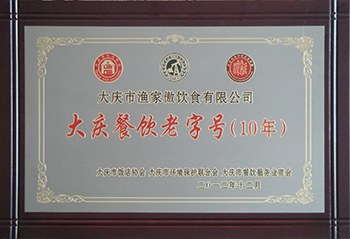 大庆市渔家傲饮食有限公司
大庆餐饮老字号(10年)
大庆市饭店协会 大庆市环境保护联合会 大庆市餐饮服务业商会
二〇一二年十二月